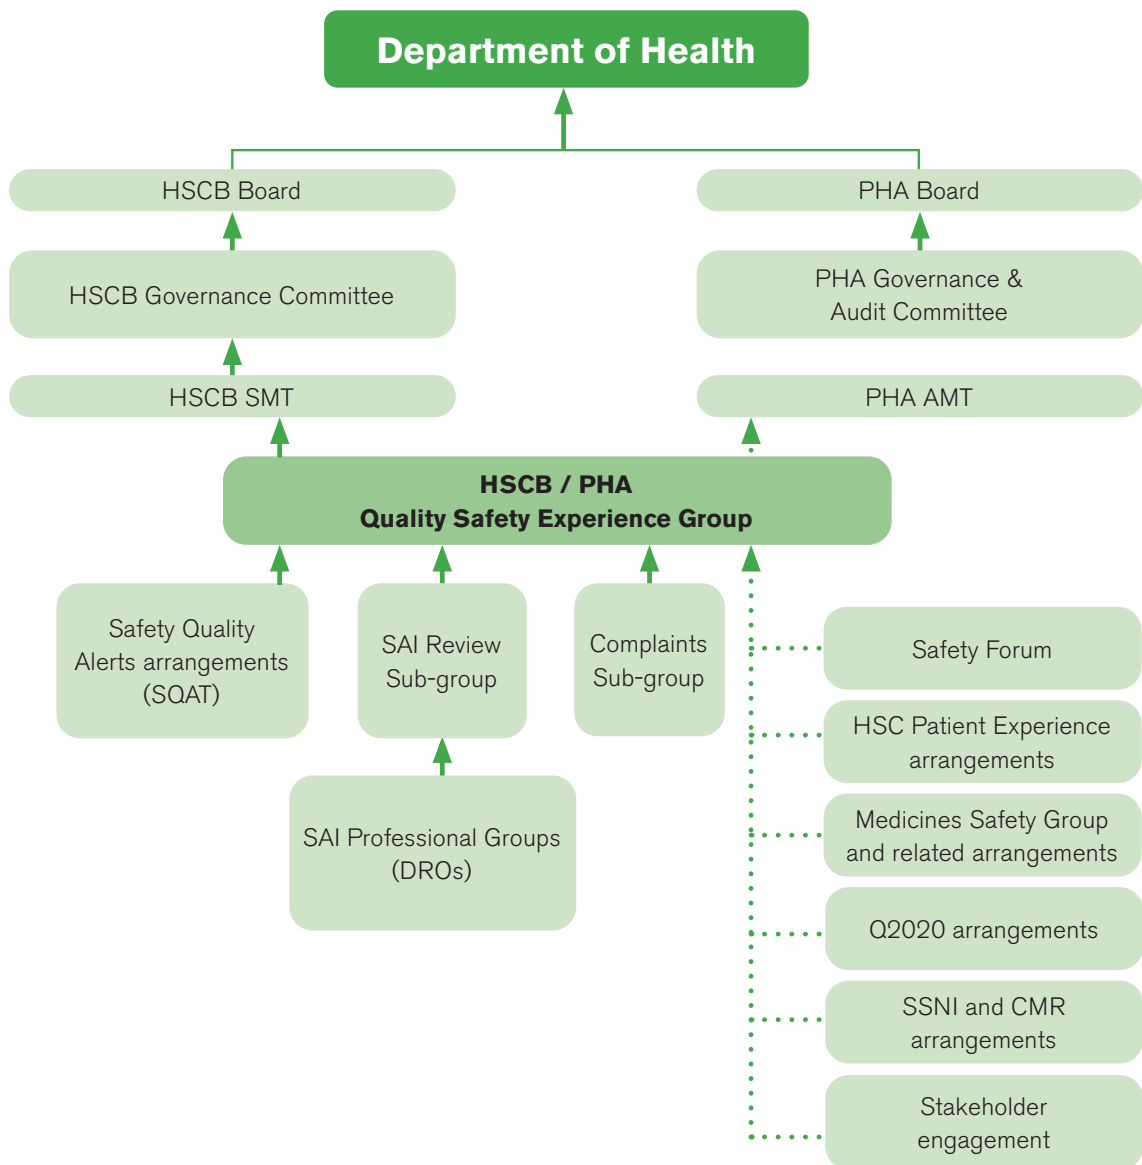 Department of Health
HSCB Board
PHA Board
HSCB Governance Committee
PHA Governance &
Audit Committee
HSCB SMT
PHA AMT
HSCB / PHA
Quality Safety Experience Group
Safety Quality
Alerts arrangements
(SQAT)
SAI Review
Sub-group
Complaints
Sub-group
SAI Professional Groups
(DROs)
Safety Forum
HSC Patient Experience
arrangements
Medicines Safety Group
and related arrangements
Q2020 arrangements
SSNI and CMR
arrangements
Stakeholder
engagement